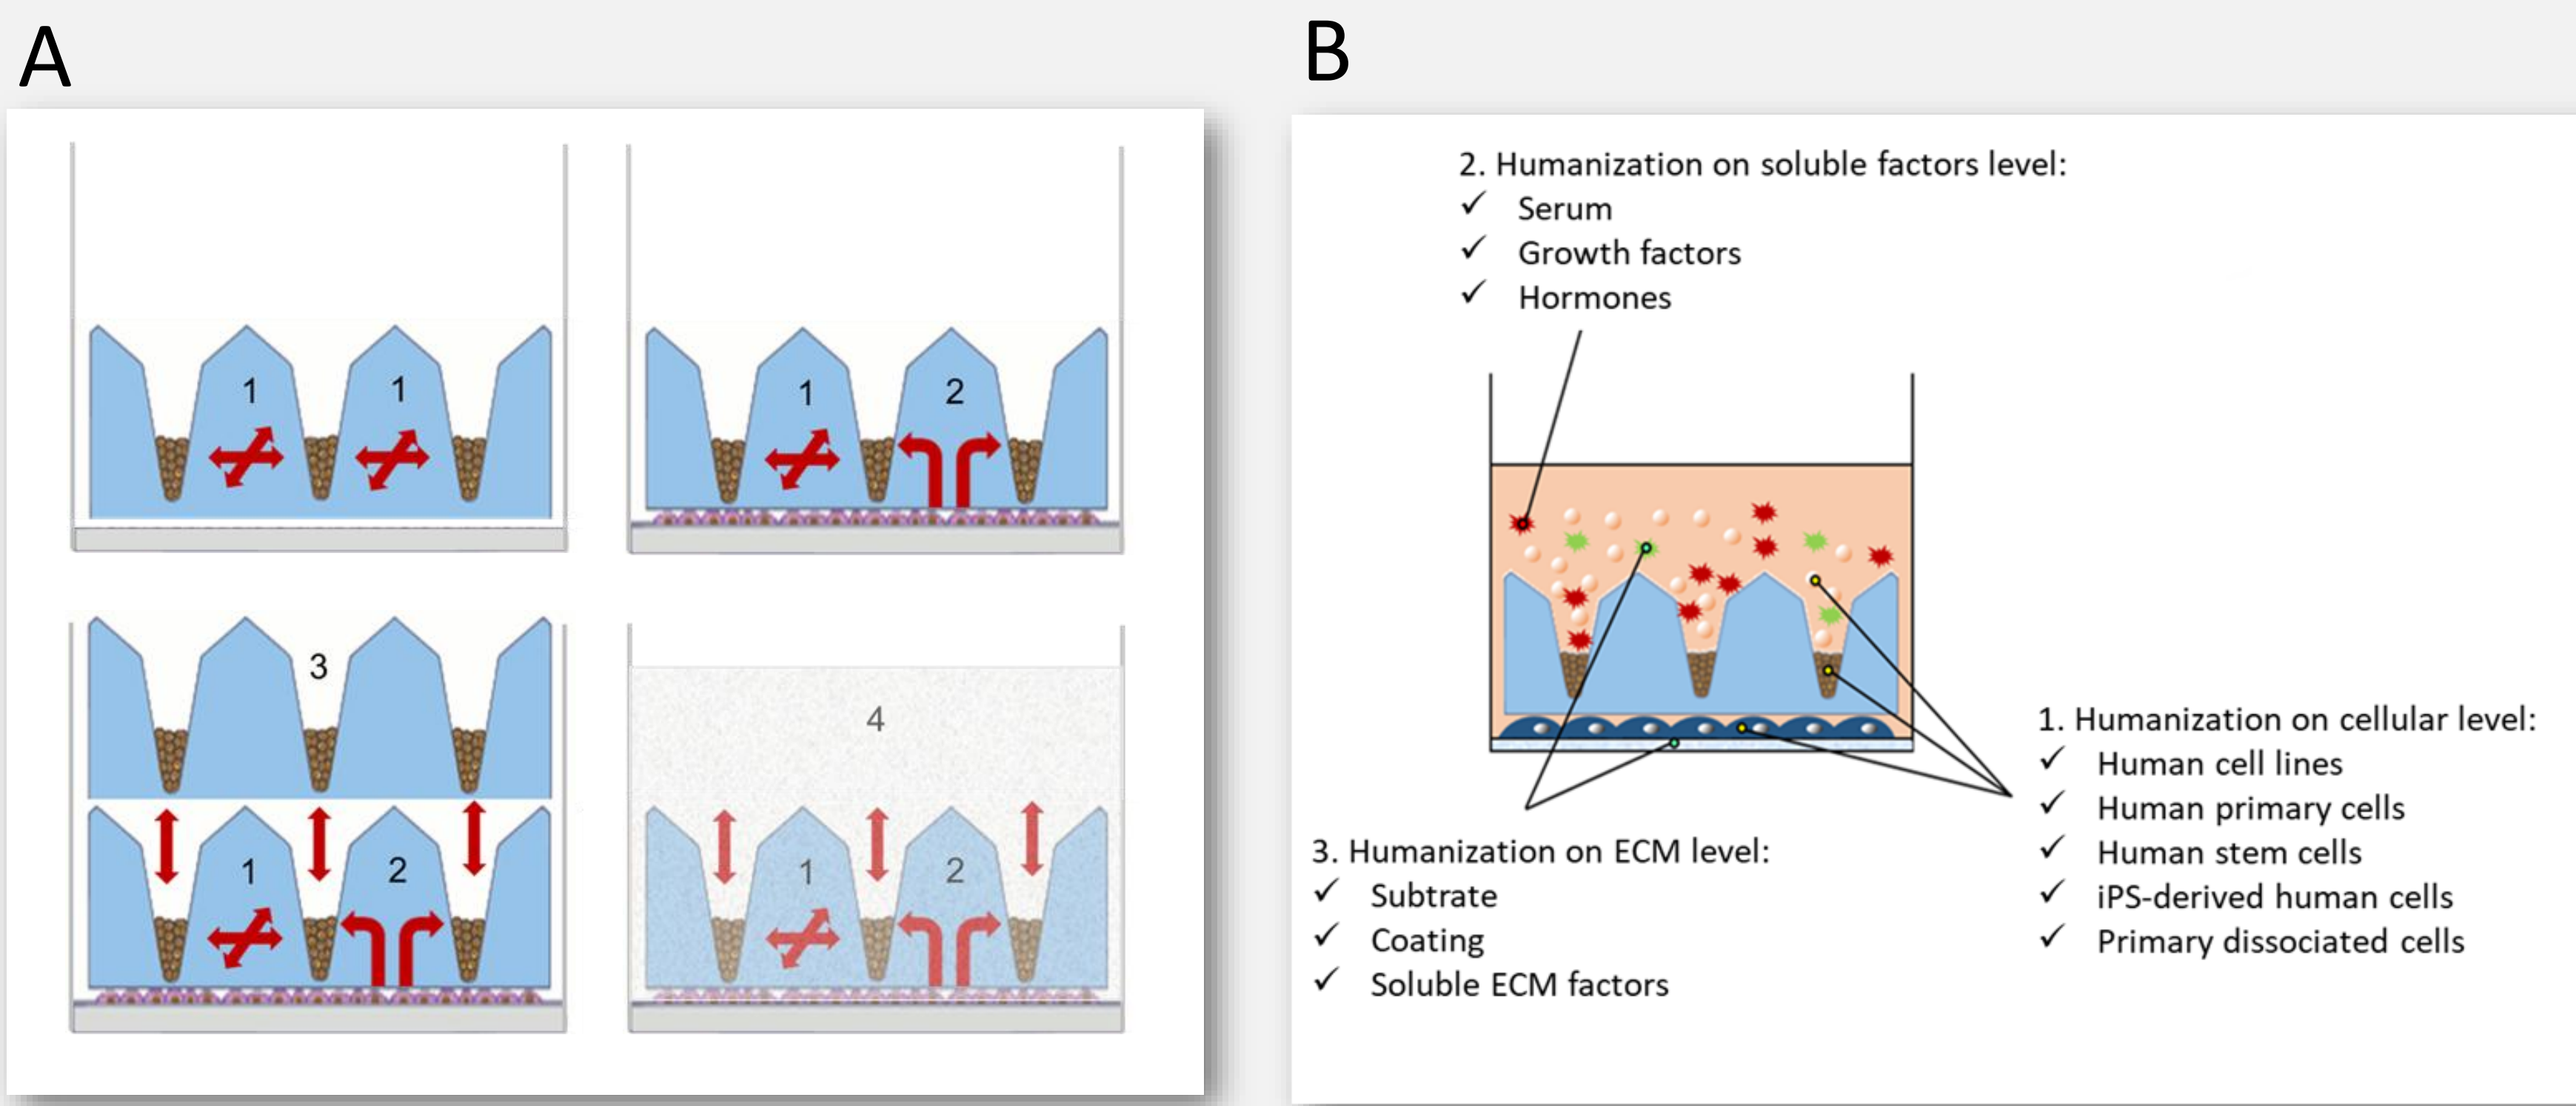 A
B
1 1
1 2
3
1 2
4
1 2
2. Humanization on soluble factors level:
✓ Serum
✓ Growth factors
✓ Hormones
1. Humanization on cellular level:
✓ Human cell lines
✓ Human primary cells
✓ Human stem cells
✓ iPS-derived human cells
✓ Primary dissociated cells
3. Humanization on ECM level:
✓ Subtrate
✓ Coating
✓ Soluble ECM factors